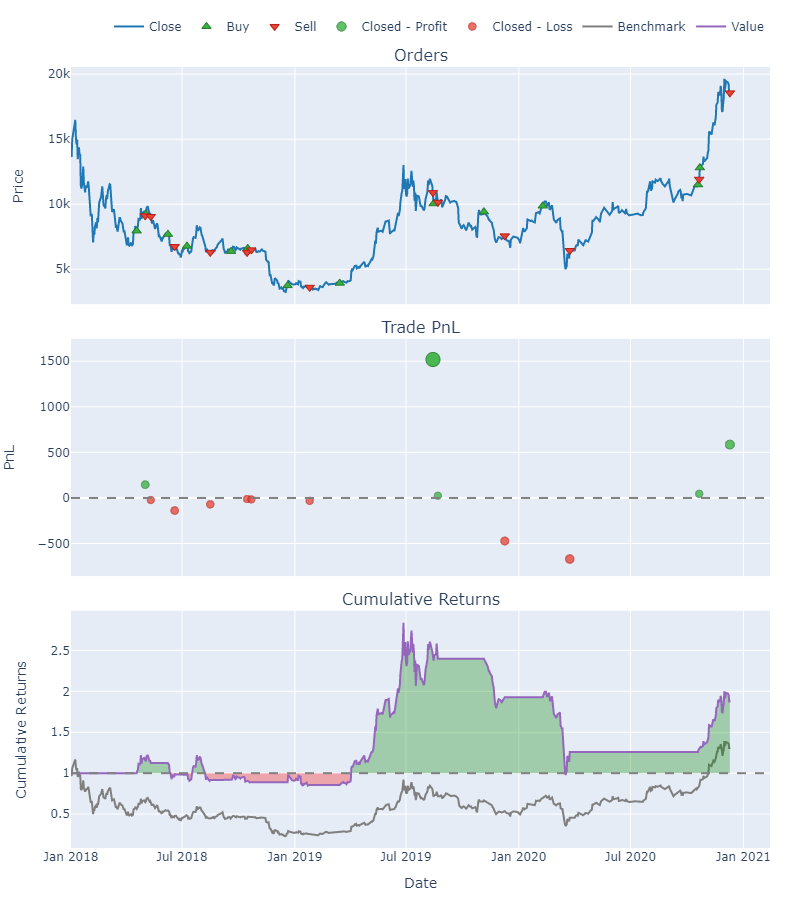 Close Buy Sell Closed - Profit Closed - Loss Benchmark Value
Orders
20k
15k
10k
5k
Price
Trade PnL
1500
1000
500
0
−500
PnL
Cumulative Returns
2.5
2
1.5
1
0.5
Cumulative Returns
Jan 2018 Jul 2018 Jan 2019 Jul 2019 Jan 2020 Jul 2020 Jan 2021
Date